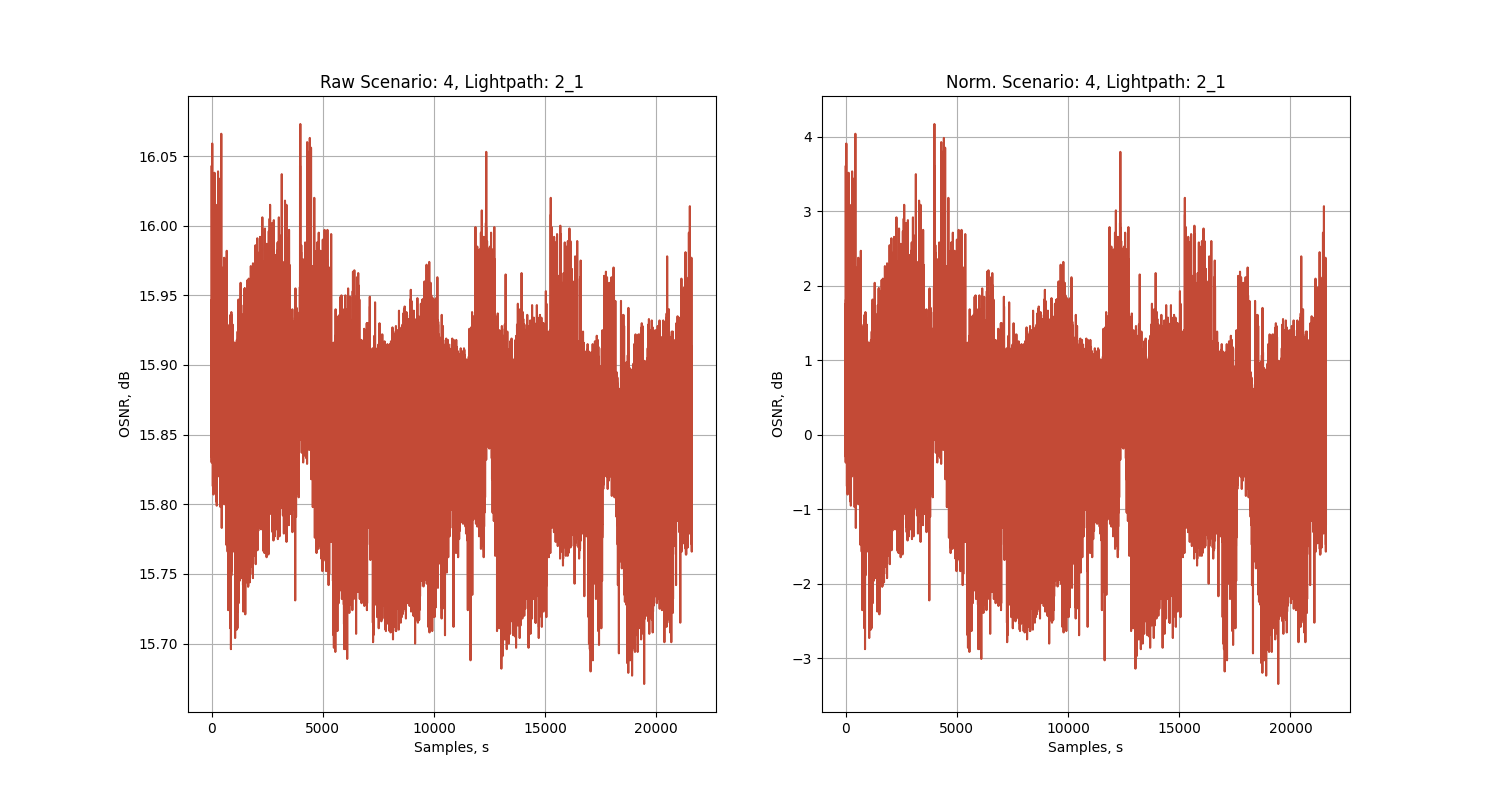 Raw Scenario: 4, Lightpath: 2_1
OSNR, dB
16.05
16.00
15.95
15.90
15.85
15.80
15.75
15.70
0 5000 10000 15000 20000
Samples, s
Norm. Scenario: 4, Lightpath: 2_1
OSNR, dB
4
3
2
1
0
−1
−2
−3
0 5000 10000 15000 20000
Samples, s